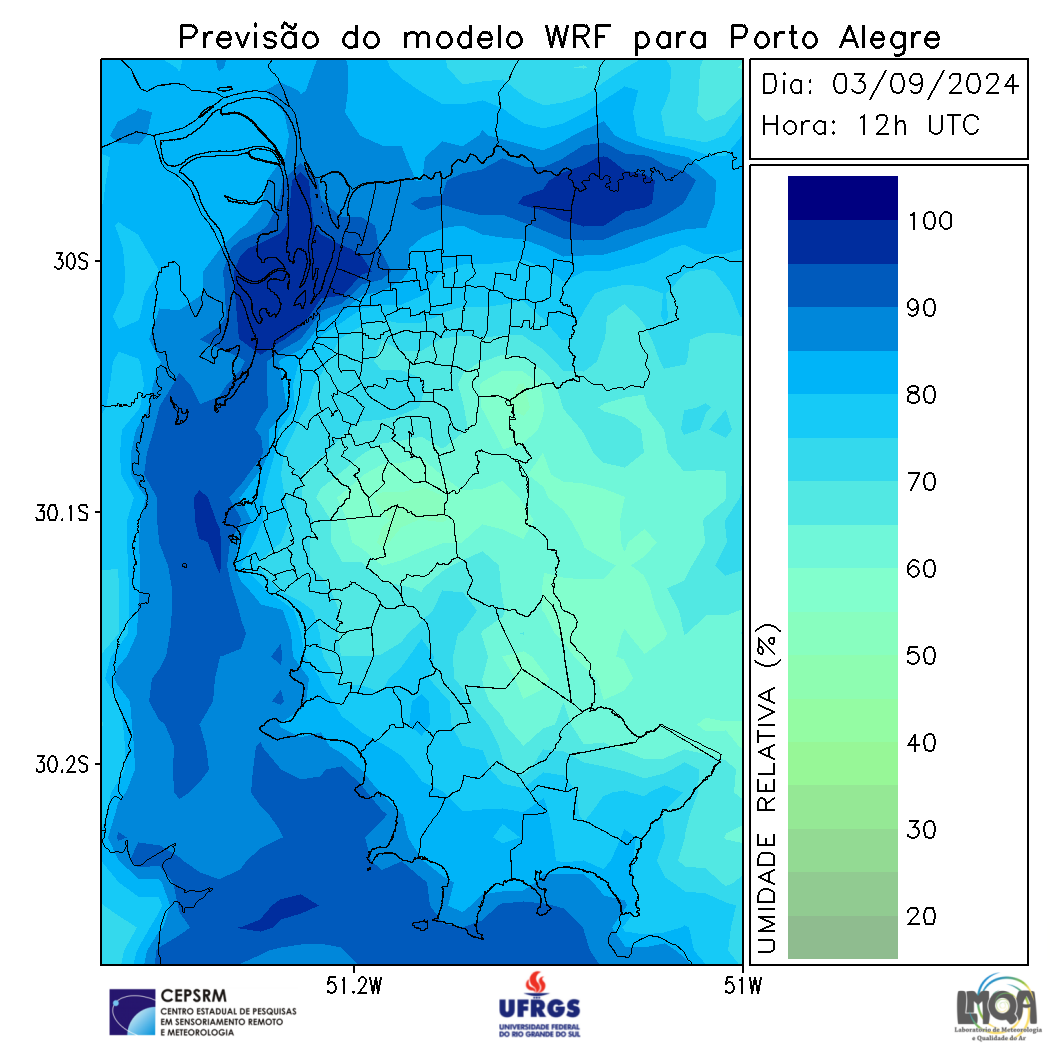 Previsão do modelo WRF para Porto Alegre
Dia: 03/09/2024
Hora: 12h UTC
30S
30.1S
30.2S
51.2W
51W
100
90
80
70
60
50
40
30
20
UMIDADE RELATIVA (%)
CEPSRM
CENTRO ESTADUAL DE PESQUISAS
EM SENSORIAMENTO REMOTO
E METEOROLOGIA
UFRGS
UNIVERSIDADE FEDERAL
DO RIO GRANDE DO SUL
LMQA
Laboratório de Meteorologia
e Qualidade do Ar